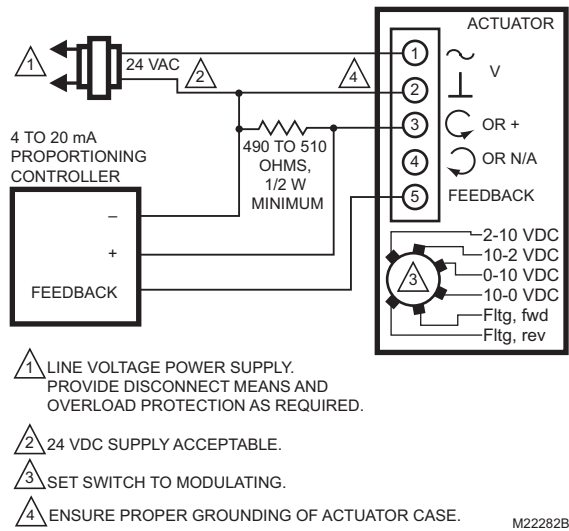 ACTUATOR
1
24 VAC
2
4
1
V
2
3
OR +
4
OR N/A
5
FEEDBACK
490 TO 510
OHMS,
1/2 W
MINIMUM
4 TO 20 mA
PROPORTIONING
CONTROLLER
–
+
FEEDBACK
3
2-10 VDC
10-2 VDC
0-10 VDC
10-0 VDC
Fltg, fwd
Fltg, rev
1 LINE VOLTAGE POWER SUPPLY.
PROVIDE DISCONNECT MEANS AND
OVERLOAD PROTECTION AS REQUIRED.
2 24 VDC SUPPLY ACCEPTABLE.
3 SET SWITCH TO MODULATING.
4 ENSURE PROPER GROUNDING OF ACTUATOR CASE.
M22282B